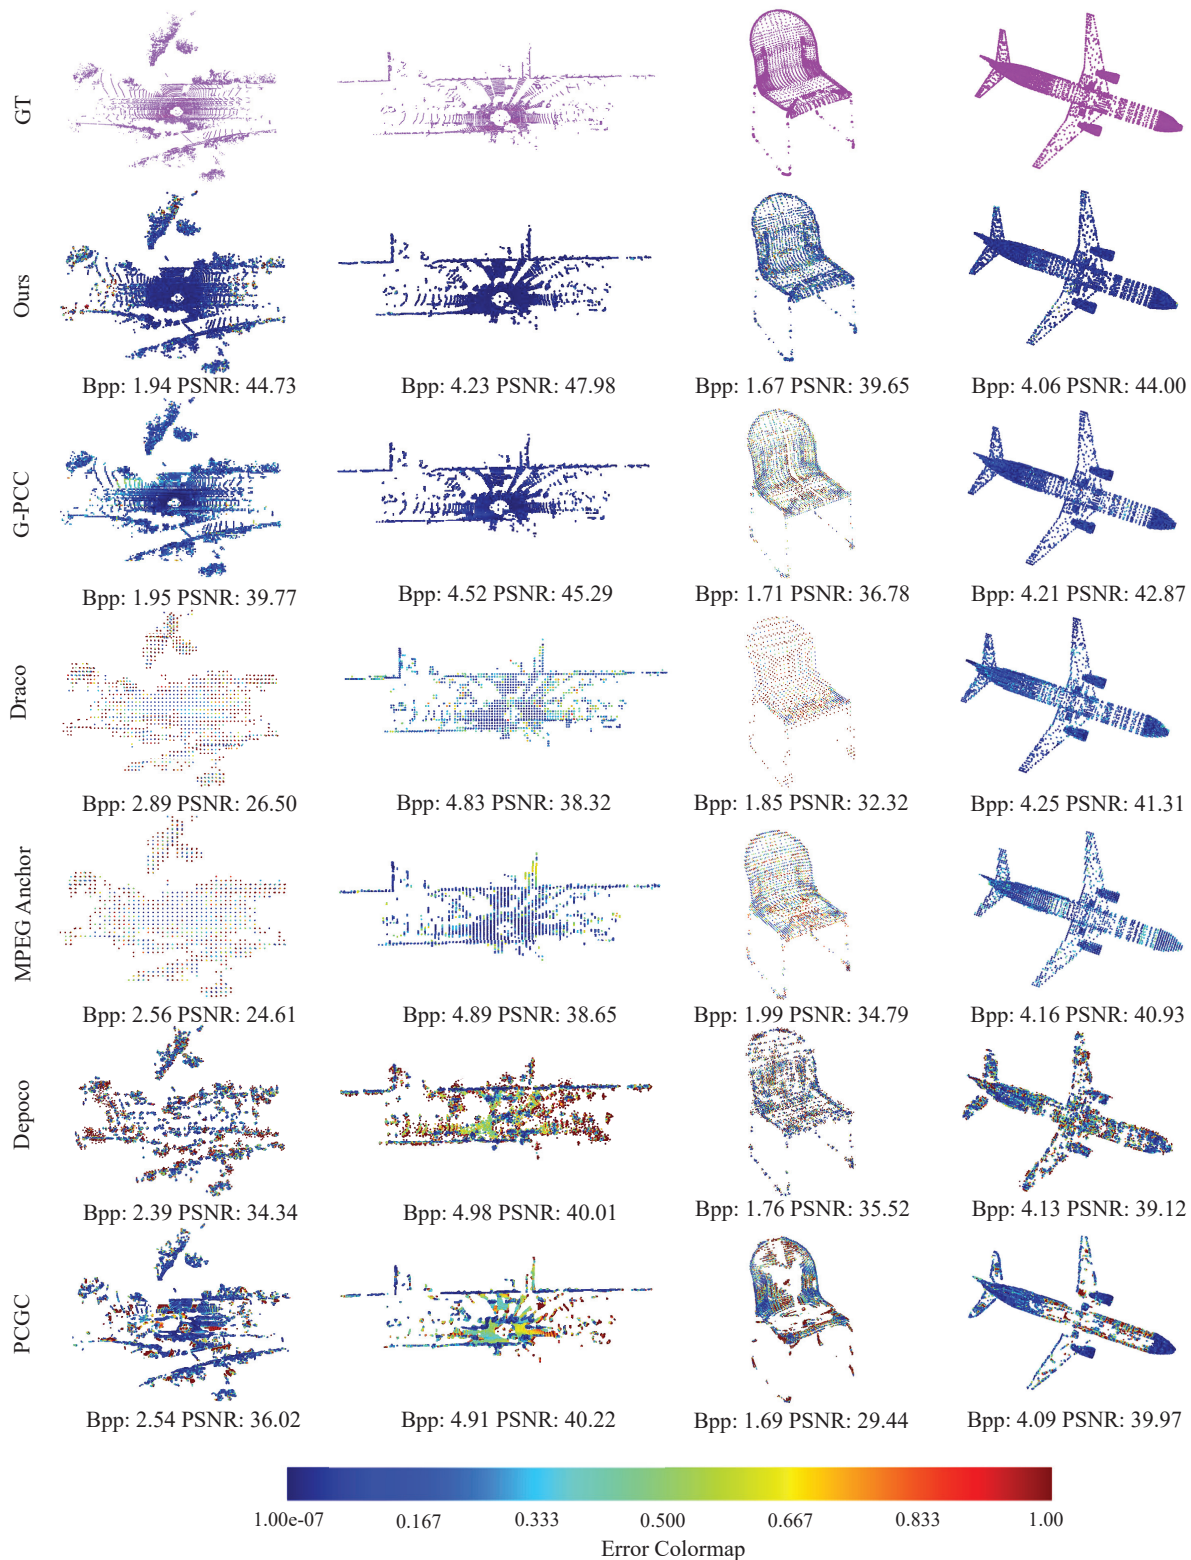 GT
Ours
Bpp: 1.94 PSNR: 44.73
Bpp: 4.23 PSNR: 47.98
Bpp: 1.67 PSNR: 39.65
Bpp: 4.06 PSNR: 44.00
G-PCC
Bpp: 1.95 PSNR: 39.77
Bpp: 4.52 PSNR: 45.29
Bpp: 1.71 PSNR: 36.78
Bpp: 4.21 PSNR: 42.87
Draco
Bpp: 2.89 PSNR: 26.50
Bpp: 4.83 PSNR: 38.32
Bpp: 1.85 PSNR: 32.32
Bpp: 4.25 PSNR: 41.31
MPEG Anchor
Bpp: 2.56 PSNR: 24.61
Bpp: 4.89 PSNR: 38.65
Bpp: 1.99 PSNR: 34.79
Bpp: 4.16 PSNR: 40.93
Depoco
Bpp: 2.39 PSNR: 34.34
Bpp: 4.98 PSNR: 40.01
Bpp: 1.76 PSNR: 35.52
Bpp: 4.13 PSNR: 39.12
PCGC
Bpp: 2.54 PSNR: 36.02
Bpp: 4.91 PSNR: 40.22
Bpp: 1.69 PSNR: 29.44
Bpp: 4.09 PSNR: 39.97
1.00e-07 0.167 0.333 0.500 0.667 0.833 1.00
Error Colormap